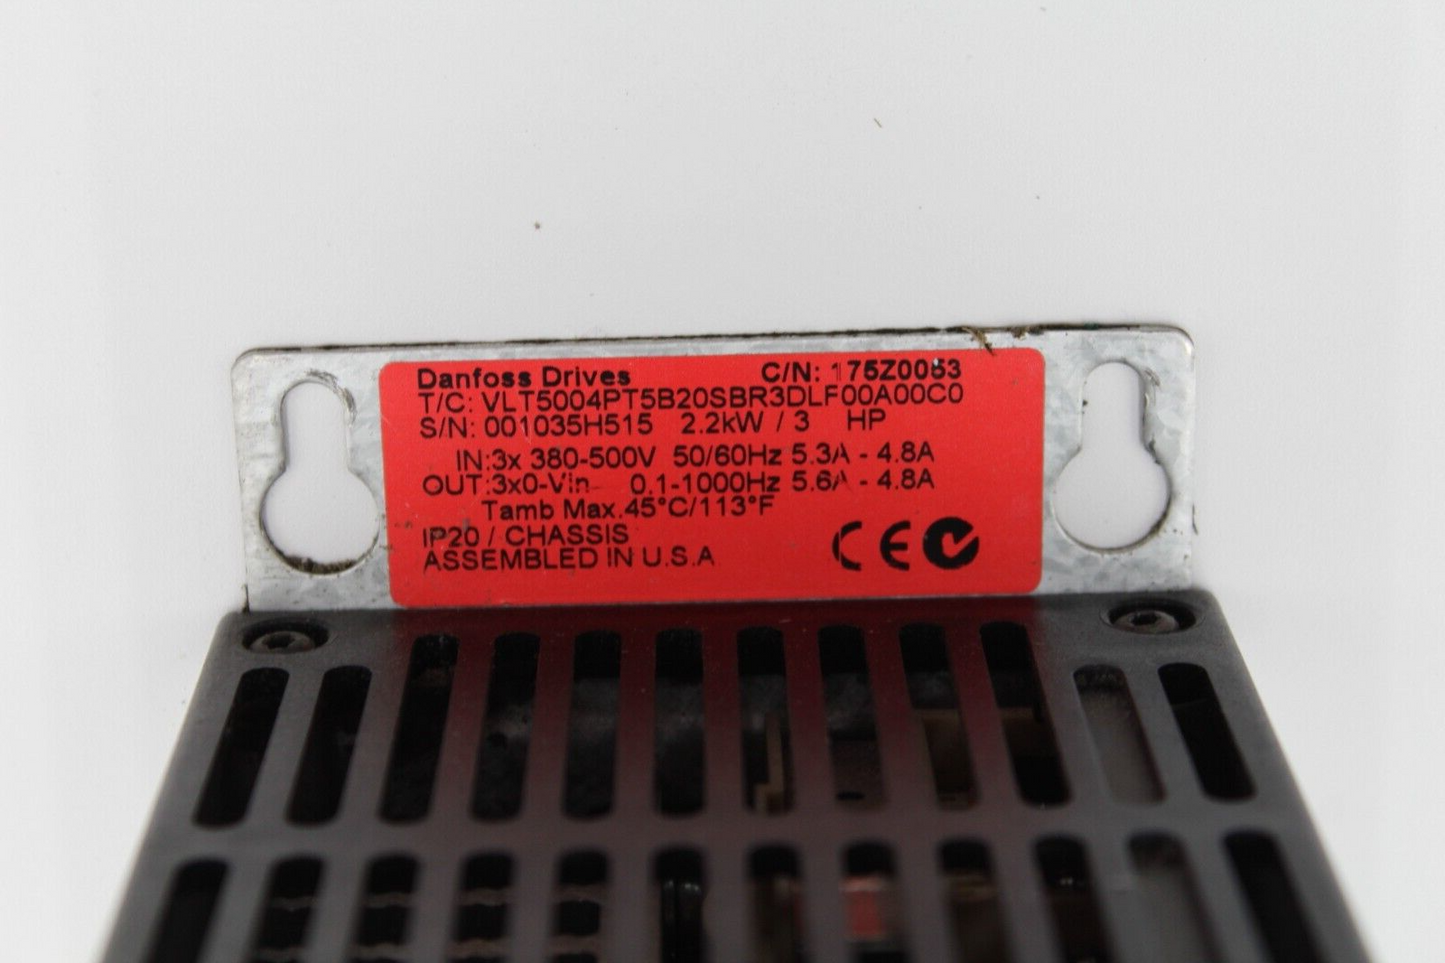 Danfoss Drives C/N: 175Z0053
T/C: VLT5004PT5B20SBR3DLF00A00C0
S/N: 001035H515 2.2kW / 3 HP
IN:3x 380-500V 50/60Hz 5.3A - 4.8A
OUT:3x0-Vin 0.1-1000Hz 5.6A - 4.8A
Tamb Max.45°C/113°F
IP20 / CHASSIS
ASSEMBLED IN U.S.A
CE